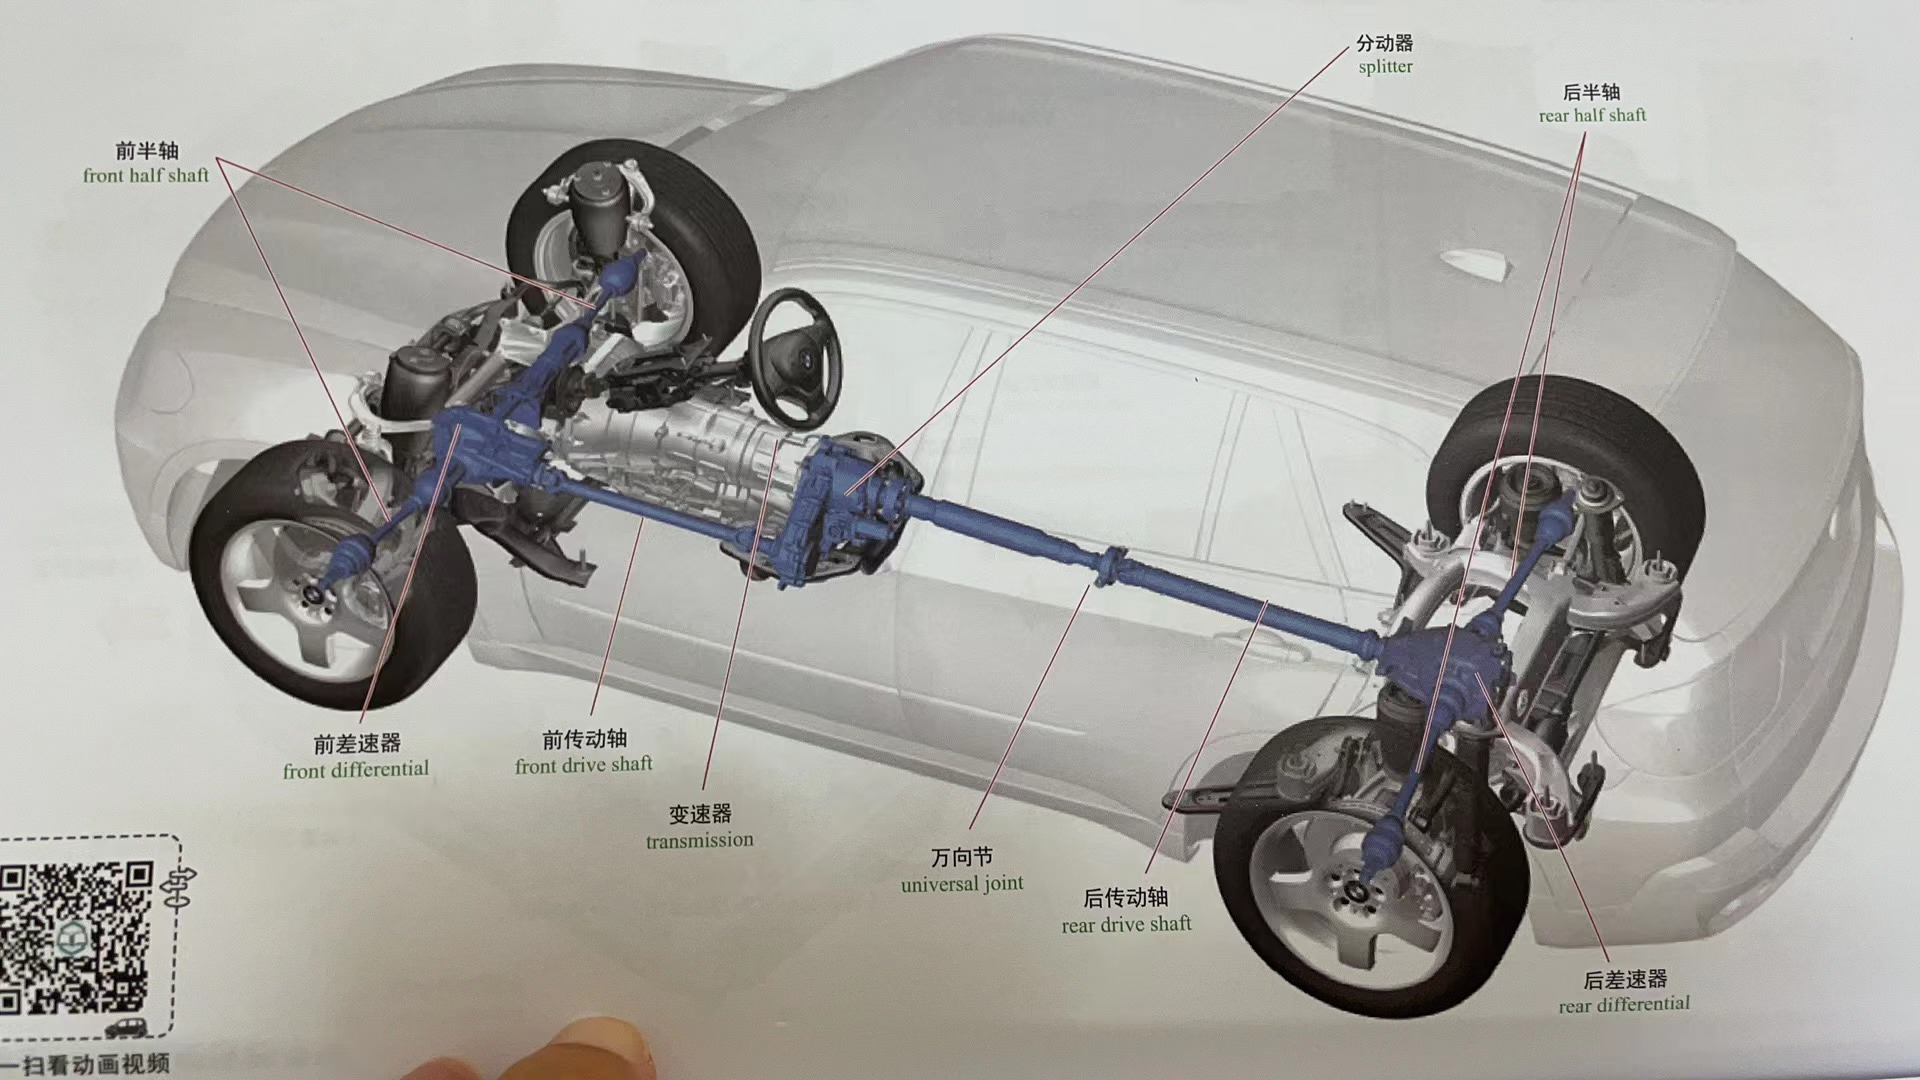 分动器
splitter
后半轴
rear half shaft
前半轴
front half shaft
前差速器
front differential
前传动轴
front drive shaft
变速器
transmission
万向节
universal joint
后传动轴
rear drive shaft
后差速器
rear differential
一扫看动画视频